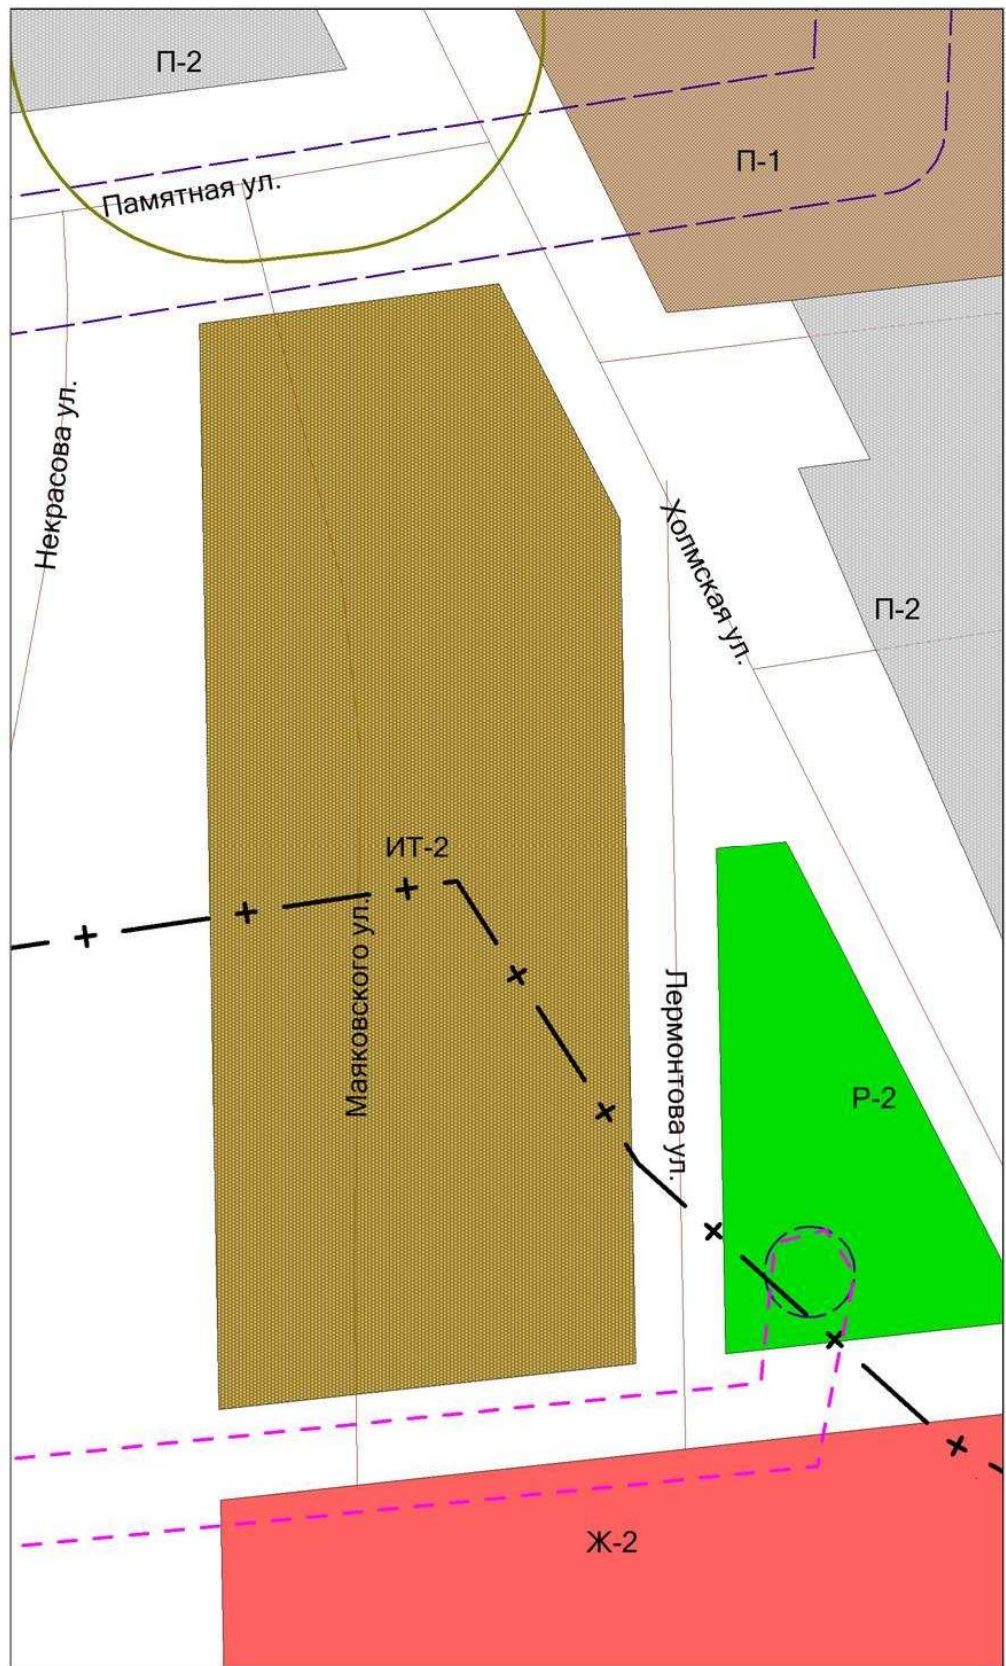 П-2
П-1
Памятная ул.
Некрасова ул.
Холмская ул.
П-2
ИТ-2
Маяковского ул.
Лермонтова ул.
Р-2
Ж-2